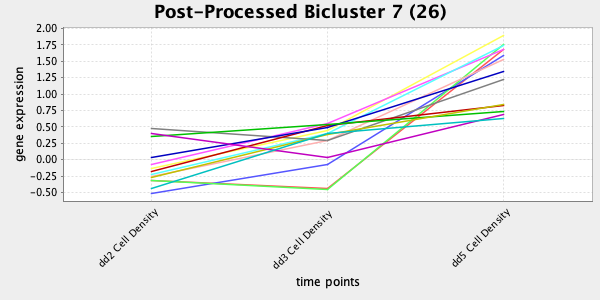 Post-Processed Bicluster 7 (26)
gene expression
2.00
1.75
1.50
1.25
1.00
0.75
0.50
0.25
0.00
-0.25
-0.50
dd2 Cell Density
dd3 Cell Density
dd5 Cell Density
time points